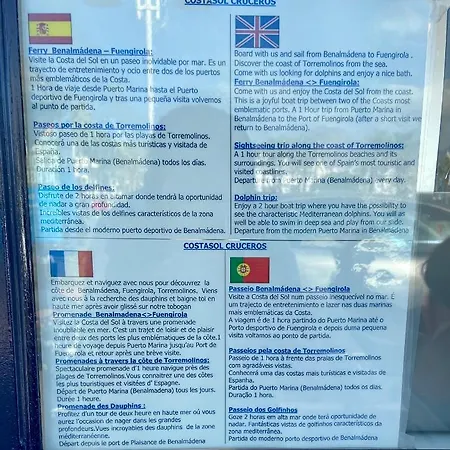 COSTASOL CRUCEROS
Ferry Benalmádena – Fuengirola:
Visite la Costa del Sol en un paseo inolvidable por mar. Es un
trayecto de entretenimiento y ocio entre dos de los puertos
más emblemáticos de la Costa.
1 Hora de viaje desde Puerto Marina hasta el Puerto
deportivo de Fuengirola y tras una pequeña visita volvemos
al punto de partida.
Paseos por la costa de Torremolinos:
Vistoso paseo de 1 hora por las playas de Torremolinos.
Conocerá una de las costas más turísticas y visitada de
España.
Salida de Puerto Marina (Benalmádena) todos los días.
Duración 1 hora.
Paseo de los delfines:
Disfrute de 2 horas en altamar donde tendrá la oportunidad
de nadar a gran profundidad.
Increíbles vistas de los delfines característicos de la zona
mediterránea.
Partida desde el moderno puerto deportivo de Benalmádena.
Board with us and sail from Benalmádena to Fuengirola .
Discover the coast of Torremolinos from the sea.
Come with us looking for dolphins and enjoy a nice bath.
Ferry Benalmádena <> Fuengirola:
Come with us and enjoy the Costa del Sol from the coast.
This is a joyful boat trip between two of the Coasts most
emblematic ports. A 1 Hour trip from Puerto Marina in
Benalmádena to the Port of Fuengirola (after a short visit we
return to Benalmádena).
Sightseeing trip along the coast of Torremolinos:
A 1 hour tour along the Torremolinos beaches and its
surroundings. You will see one of Spain's most touristic and
visited coastlines.
Departure from Puerto Marina (Benalmádena) every day.
Dolphin trip:
Enjoy a 2 hour boat trip where you have the possibility to
see the characterisgc Mediterranean dolphins. You will as
well be able to swim in deep sea and play from our side.
Departure from the modern Puerto Marina in Benalmádena
COSTASOL CRUCEROS
Embarquez et naviguez avec nous pour découvrir la
côte de Benalmádena, Fuengirola, Torremolinos. Viens
avec nous à la recherche des dauphins et baigne toi en
haute mer après avoir glissé sur notre tobogan
Promenade Benalmádena<>Fuengirola
Visitez la Costa del Sol à travers une promenade
inoubliable en mer. C'est un trajet de loisir et de plaisir
entre deux des ports les plus emblématiques de la côte.1
heure de voyage depuis Puerto Marina jusqu'au Port de
Fuengirola et, retour après une brève visite.
Promenades à travers la côte de Torremolinos:
Spectaculaire promenade d'1 heure navigue près des
plages de Torremolinos.Vous connaitrez une des côtes
les plus touristiques et visitées d' Espagne.
Départ de Puerto Marina (Benalmádena) tous les jours.
Durée 1 heure.
Promenade des Dauphins :
Profitez d'un tour de deux heure en haute mer où vous
aurez l'occasion de nager dans les grandes
profondeurs.Vues incroyables des dauphins de la zone
méditerranéenne.
Départ depuis le port de Plaisance de Benalmádena
Passeio Benalmádena <> Fuengirola
Visite a Costa del Sol num passeio inesquecível no mar. É
um trajecto de entretenimento e lazer nas duas marinas
mais emblemáticas da Costa.
A viagem é de 1 hora partindo do Puerto Marina até o
Porto desportivo de Fuengirola e depois duma pequena
visita voltamos ao ponto de partida.
Passeios pela costa de Torremolinos
Passeio de 1 hora à frente das praias de Torremolinos
com agradáveis vistas.
Conhecerá uma das costas mais turísticas e visitadas de
Espanha.
Partida do Puerto Marina (Benalmádena) todos os dias.
Duração 1 hora.
Passeio dos Golfinhos
Goze 2 horas em alta mar onde terá oportunidade de
nadar. Fantásticas vistas de golfinhos característicos da
zona mediterrânea.
Partida do moderno porto desportivo de Benalmádena